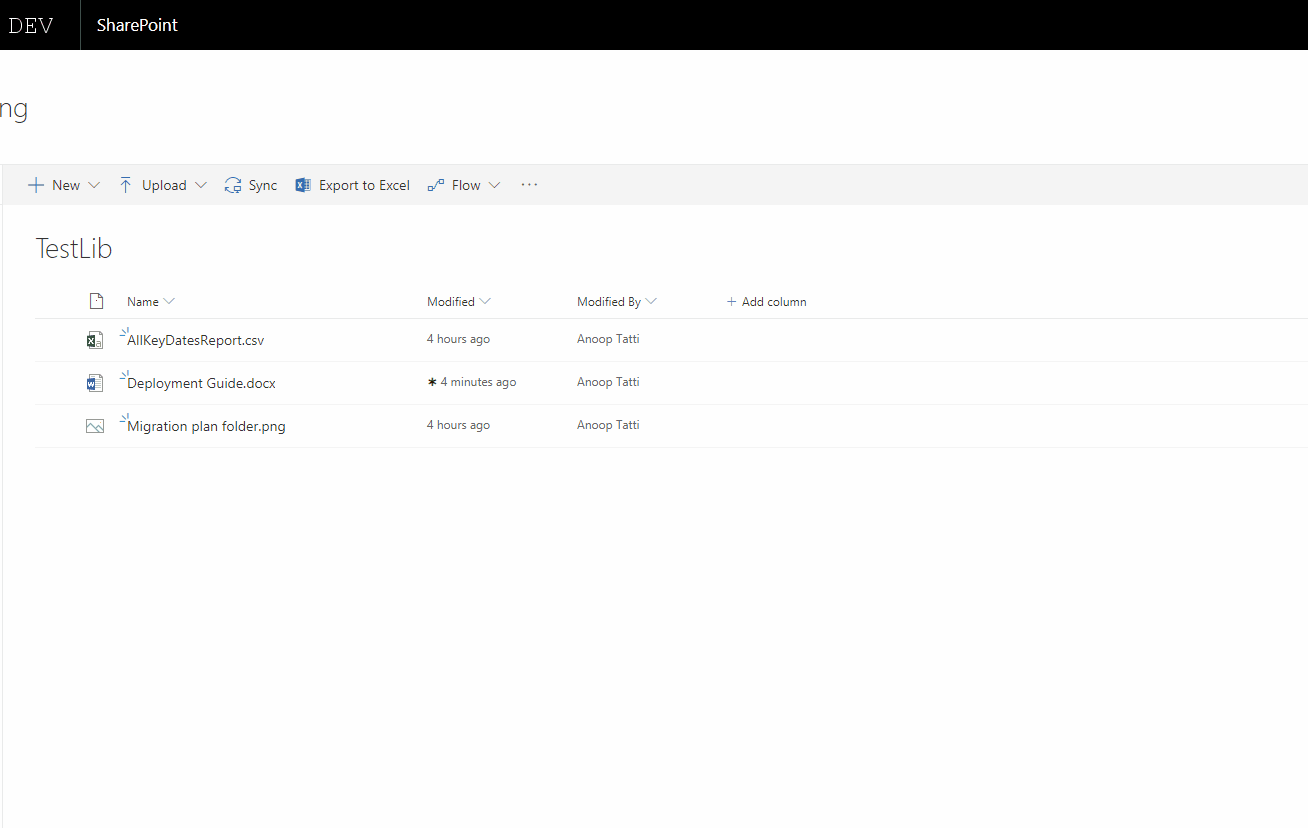 DEV SharePoint
ng
New Upload Sync Export to Excel Flow ...
TestLib
Name Modified Modified By + Add column
AllKeyDatesReport.csv 4 hours ago Anoop Tatti
Deployment Guide.docx ✱ 4 minutes ago Anoop Tatti
Migration plan folder.png 4 hours ago Anoop Tatti